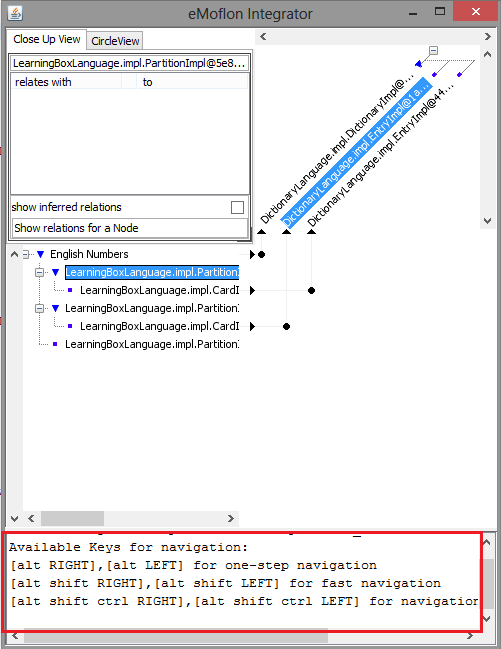 eMoflon Integrator
Close Up View
CircleView
LearningBoxLanguage.impl.PartitionImpl@5e8...
relates with
to
show inferred relations
Show relations for a Node
DictionaryLanguage.impl.DictionaryImpl@...
DictionaryLanguage.impl.EntryImpl@1a...
DictionaryLanguage.impl.EntryImpl@44...
English Numbers
LearningBoxLanguage.impl.PartitionI
LearningBoxLanguage.impl.CardI
LearningBoxLanguage.impl.PartitionI
LearningBoxLanguage.impl.CardI
LearningBoxLanguage.impl.PartitionI
Available Keys for navigation:
[alt RIGHT],[alt LEFT] for one-step navigation
[alt shift RIGHT],[alt shift LEFT] for fast navigation
[alt shift ctrl RIGHT],[alt shift ctrl LEFT] for navigation